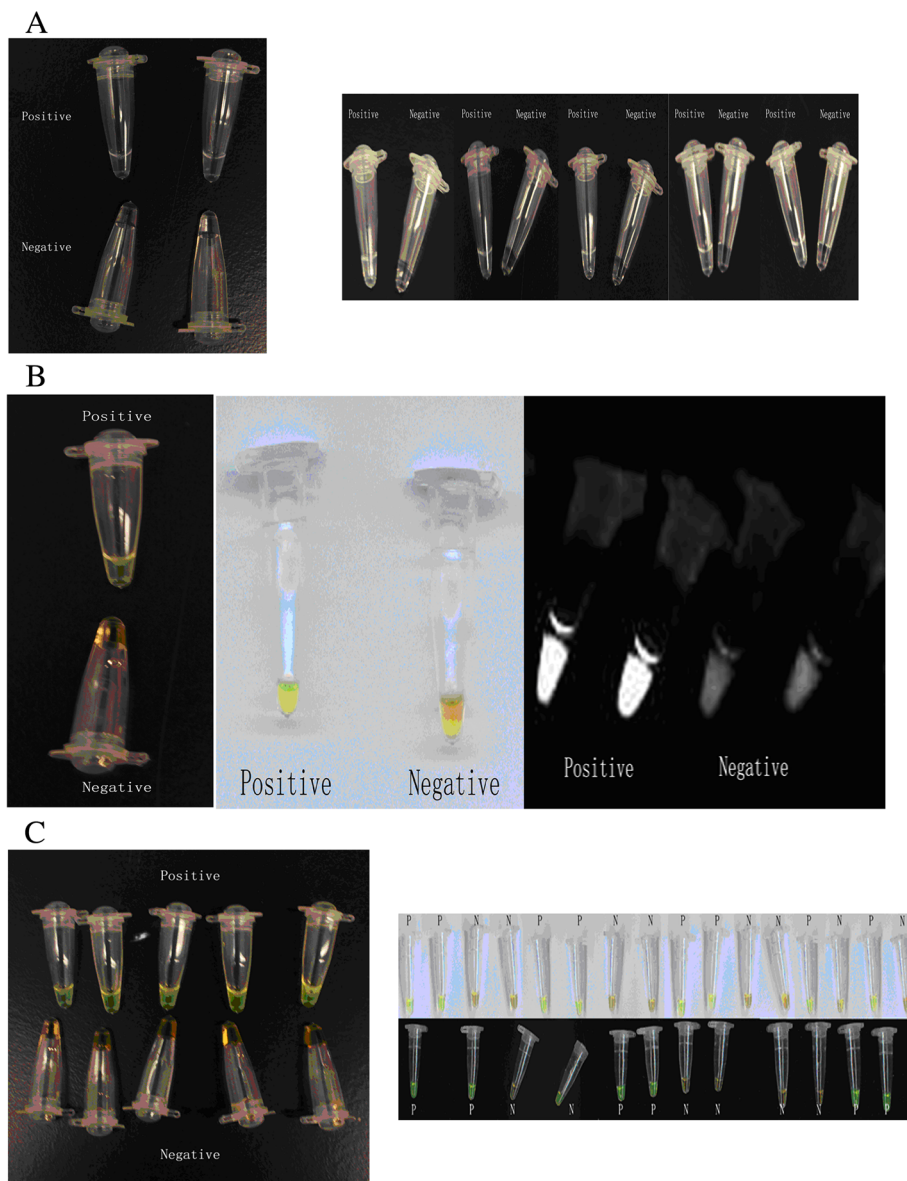 A
Positive
Negative
Positive Negative Positive Negative Positive Negative Positive Negative Positive Negative
B
Positive
Negative
Positive Negative
Positive Negative
C
Positive
Negative
P P N N P P N N P P N N P P N
P P N N P P N N N N P P